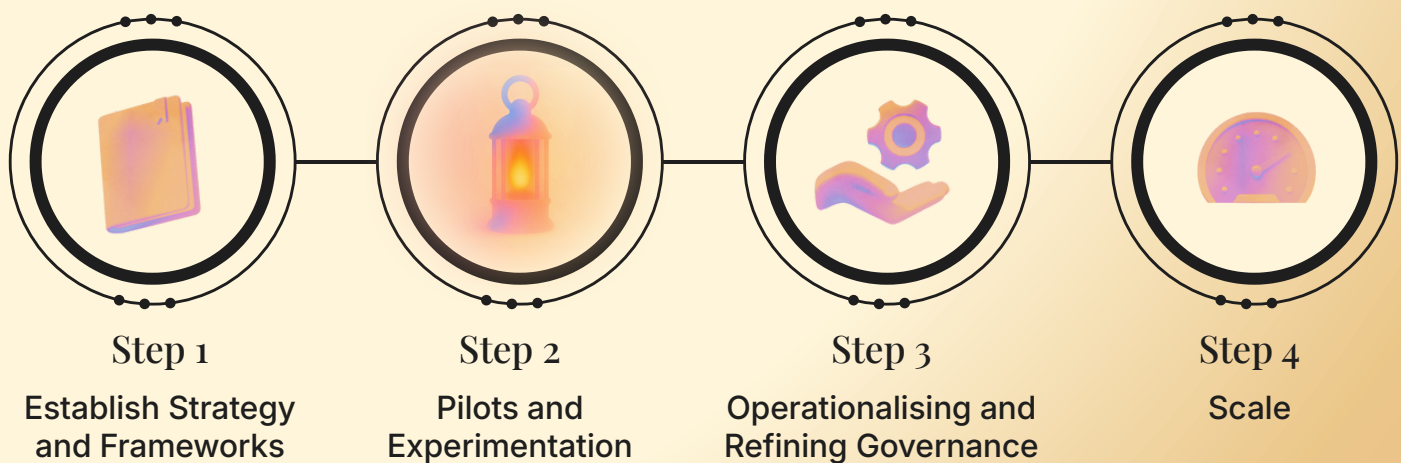 Step 1
Establish Strategy
and Frameworks
Step 2
Pilots and
Experimentation
Step 3
Operationalising and
Refining Governance
Step 4
Scale